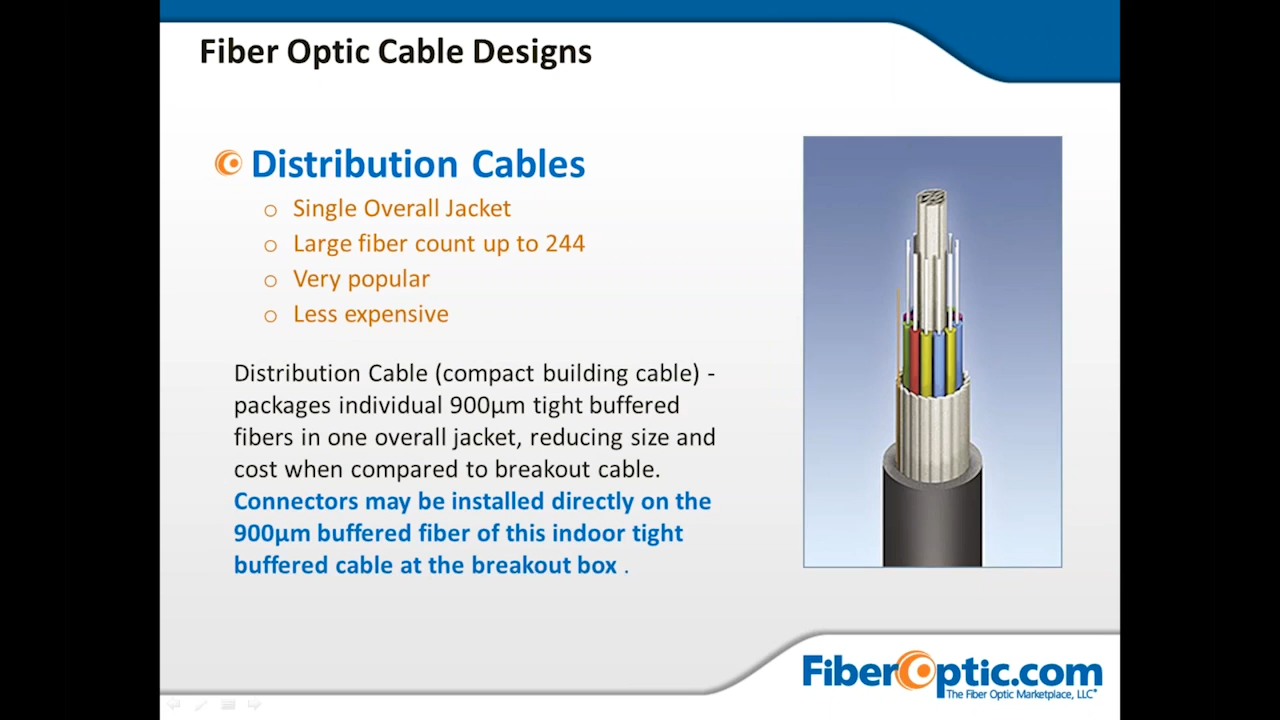 Fiber Optic Cable Designs
Distribution Cables
o Single Overall Jacket
o Large fiber count up to 244
o Very popular
o Less expensive
Distribution Cable (compact building cable) -
packages individual 900µm tight buffered
fibers in one overall jacket, reducing size and
cost when compared to breakout cable.
Connectors may be installed directly on the
900µm buffered fiber of this indoor tight
buffered cable at the breakout box .
FiberOptic.com
The Fiber Optic Marketplace, LLC®